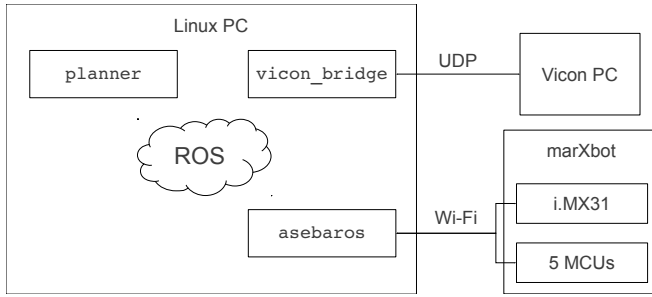 Linux PC
planner
vicon_bridge
UDP
Vicon PC
ROS
marXbot
i.MX31
asebaros
Wi-Fi
5 MCUs